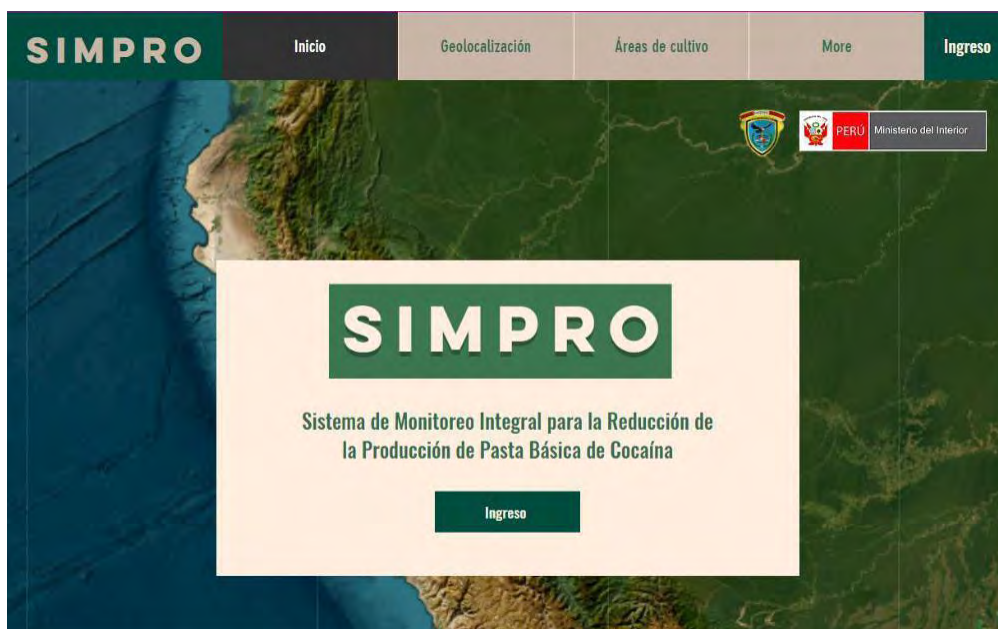 SIMPRO
Inicio
Geolocalización
Áreas de cultivo
More
Ingreso
PERÚ
Ministerio del Interior
SIMPRO
Sistema de Monitoreo Integral para la Reducción de
la Producción de Pasta Básica de Cocaína
Ingreso